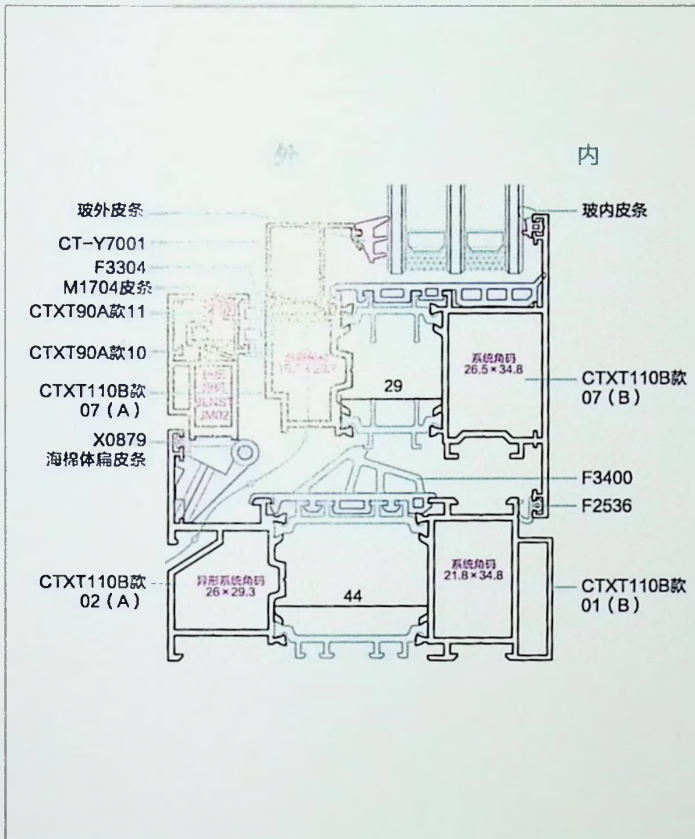 外 内
玻外皮条
CT-Y7001
F3304
M1704皮条
CTXT90A款11
CTXT90A款10
CTXT110B款
07（A）
X0879
海棉体扁皮条
CTXT110B款
02（A）
玻内皮条
CTXT110B款
07（B）
F3400
F2536
CTXT110B款
01（B）
系统角码
26.5×34.8
29
JM02
异形系统角码
26×29.3
44
系统角码
21.8×34.8